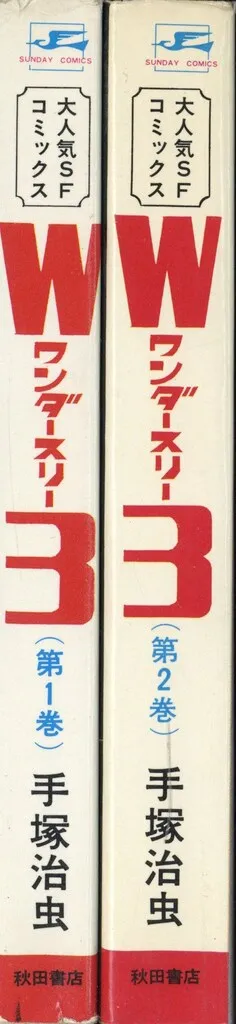 SUNDAY COMICS
大人気SF
コミックス
W
ワンダースリー
3
（第1巻）
手塚治虫
秋田書店
SUNDAY COMICS
大人気SF
コミックス
W
ワンダースリー
3
（第2巻）
手塚治虫
秋田書店